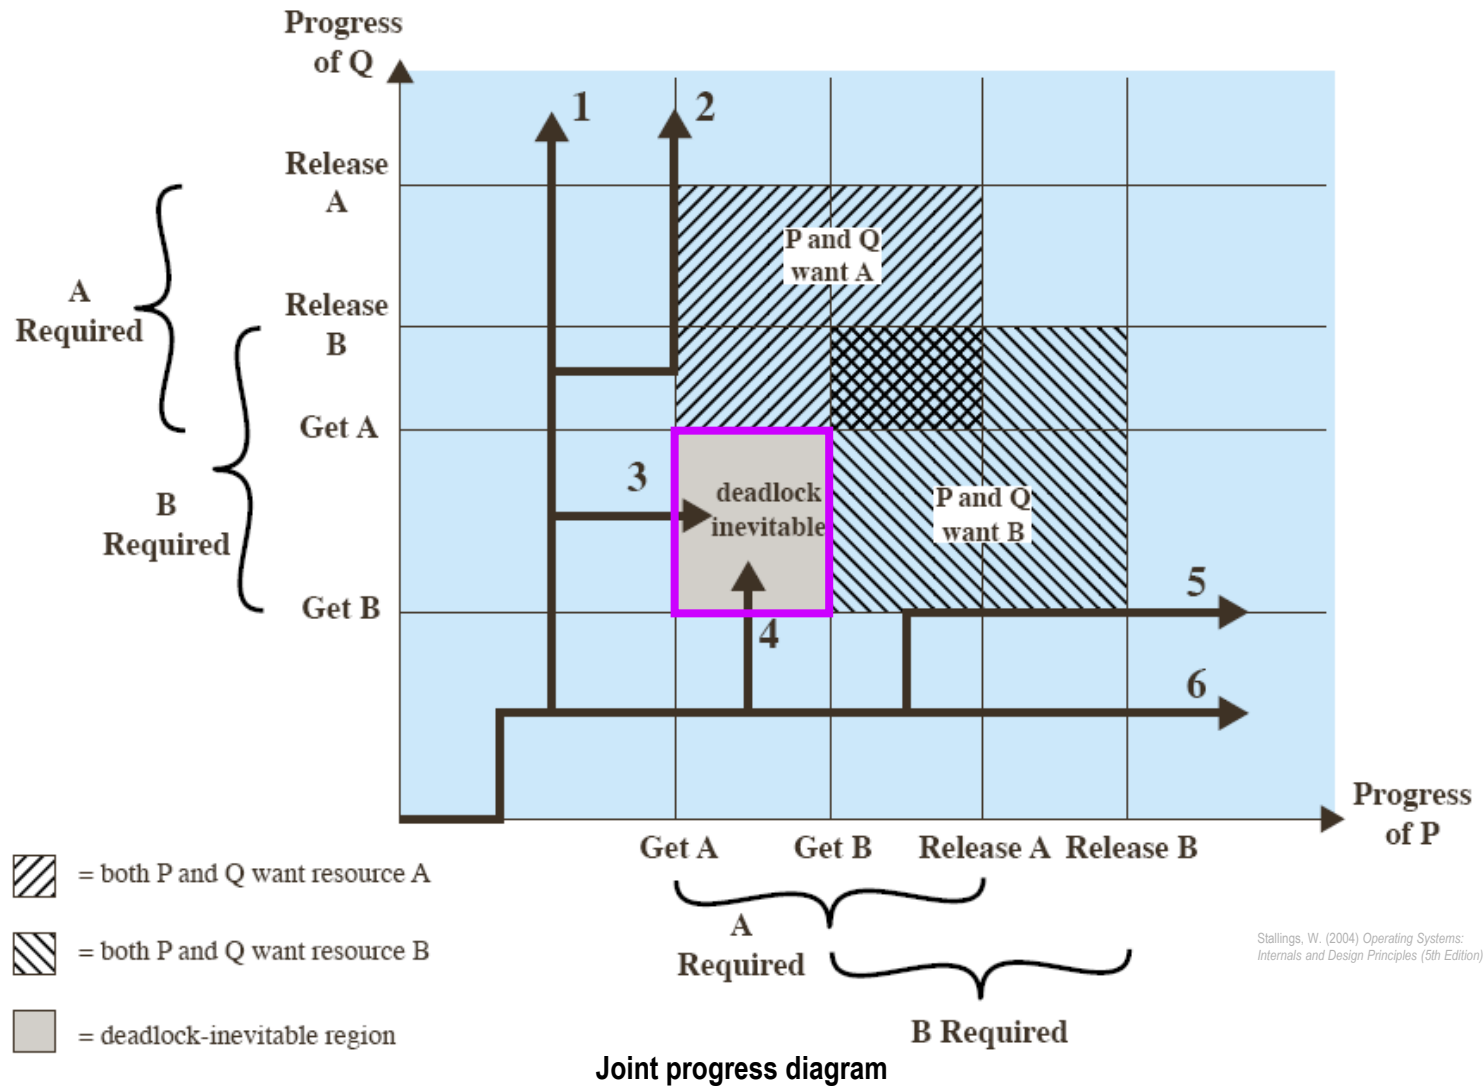 Progress
of Q
1
2
Release
A
P and Q
want A
A
Required
Release
B
Get A
3
deadlock
inevitable
P and Q
want B
B
Required
Get B
4
5
6
Progress
of P
Get A
Get B
Release A
Release B
= both P and Q want resource A
A
Required
= both P and Q want resource B
Stallings, W. (2004) Operating Systems:
Internals and Design Principles (5th Edition)
B Required
= deadlock-inevitable region
Joint progress diagram